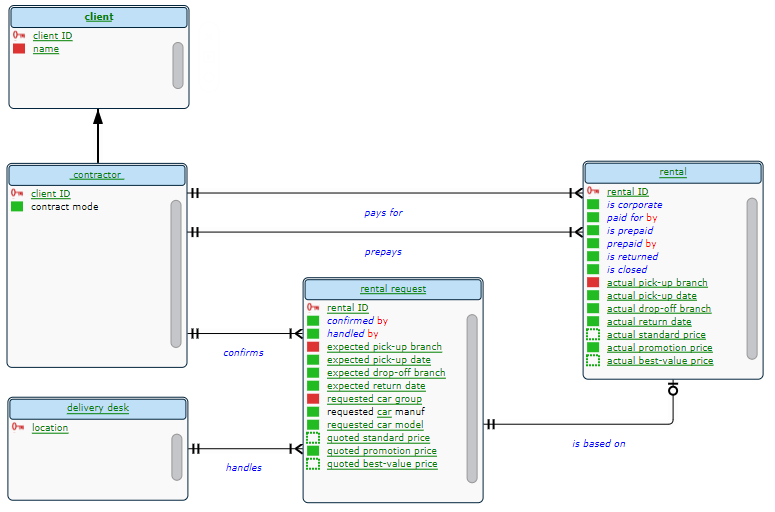 client
client ID
name
contractor
client ID
contract mode
rental
rental ID
is corporate
paid for by
is prepaid
prepaid by
is returned
is closed
actual pick-up branch
actual pick-up date
actual drop-off branch
actual return date
actual standard price
actual promotion price
actual best-value price
pays for
prepays
rental request
rental ID
confirmed by
handled by
expected pick-up branch
expected pick-up date
expected drop-off branch
expected return date
requested car group
requested car manuf
requested car model
quoted standard price
quoted promotion price
quoted best-value price
confirms
delivery desk
location
handles
is based on